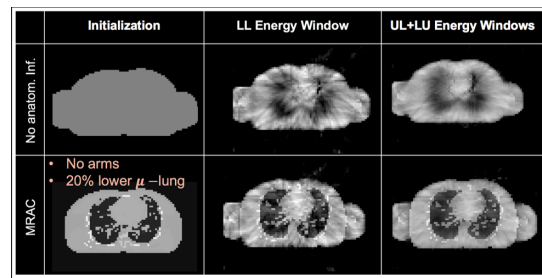 Initialization
LL Energy Window
UL+LU Energy Windows
No anatom. Inf.
MRAC
• No arms
• 20% lower 𝝁 –lung